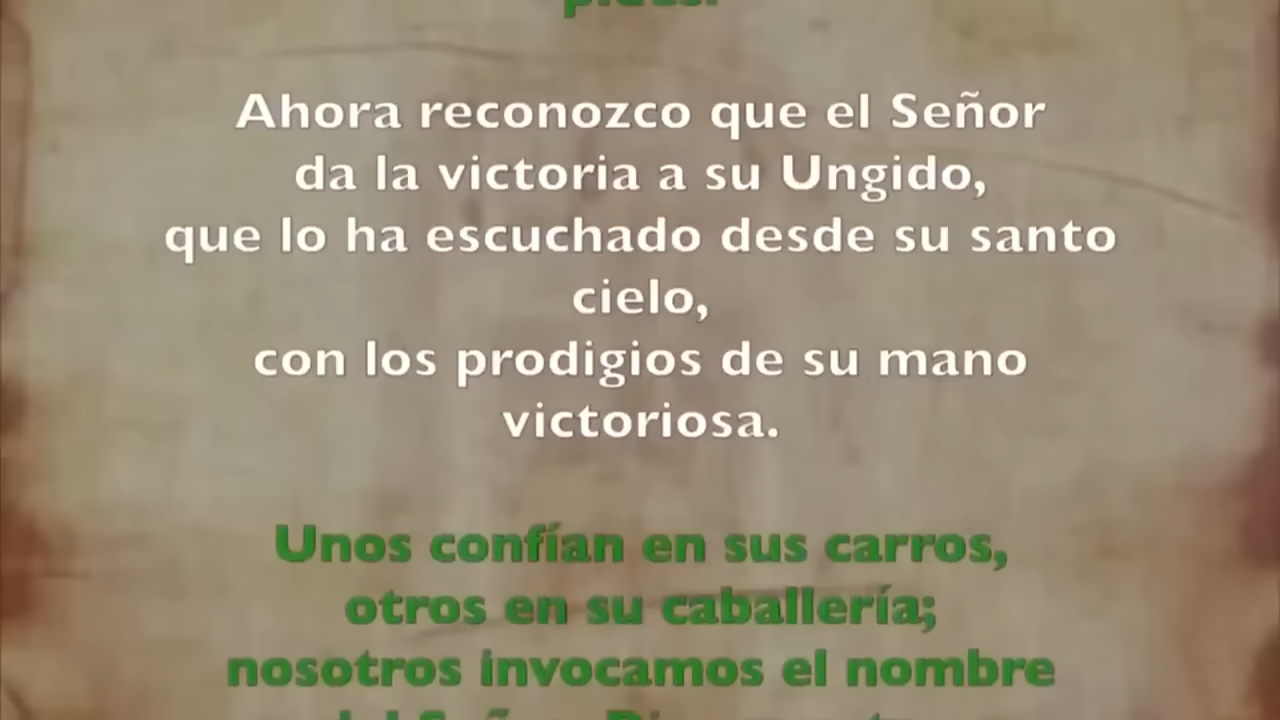 Ahora reconozco que el Señor
da la victoria a su Ungido,
que lo ha escuchado desde su santo
cielo,
con los prodigios de su mano
victoriosa.
Unos confían en sus carros,
otros en su caballería;
nosotros invocamos el nombre